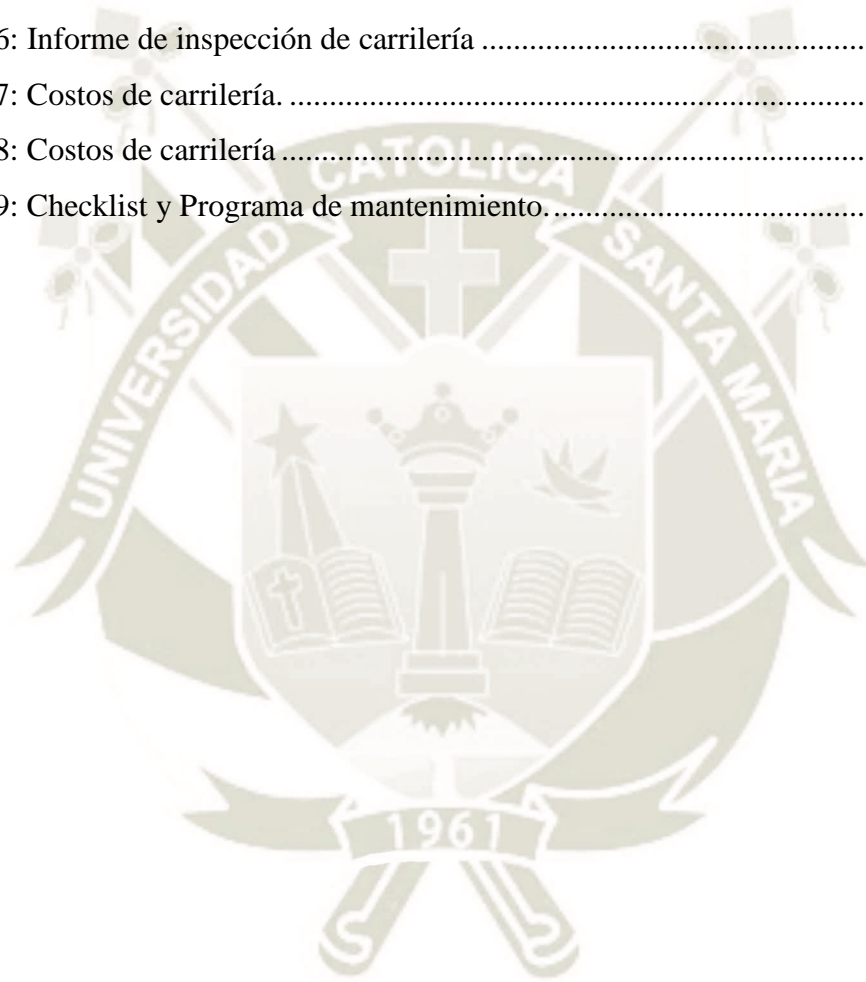 6: Informe de inspección de carrilería ................................................
7: Costos de carrilería. ........................................................................
8: Costos de carrilería .........................................................................
9: Checklist y Programa de mantenimiento. .......................................
UNIVERSIDAD CATOLICA SANTA MARIA
1961